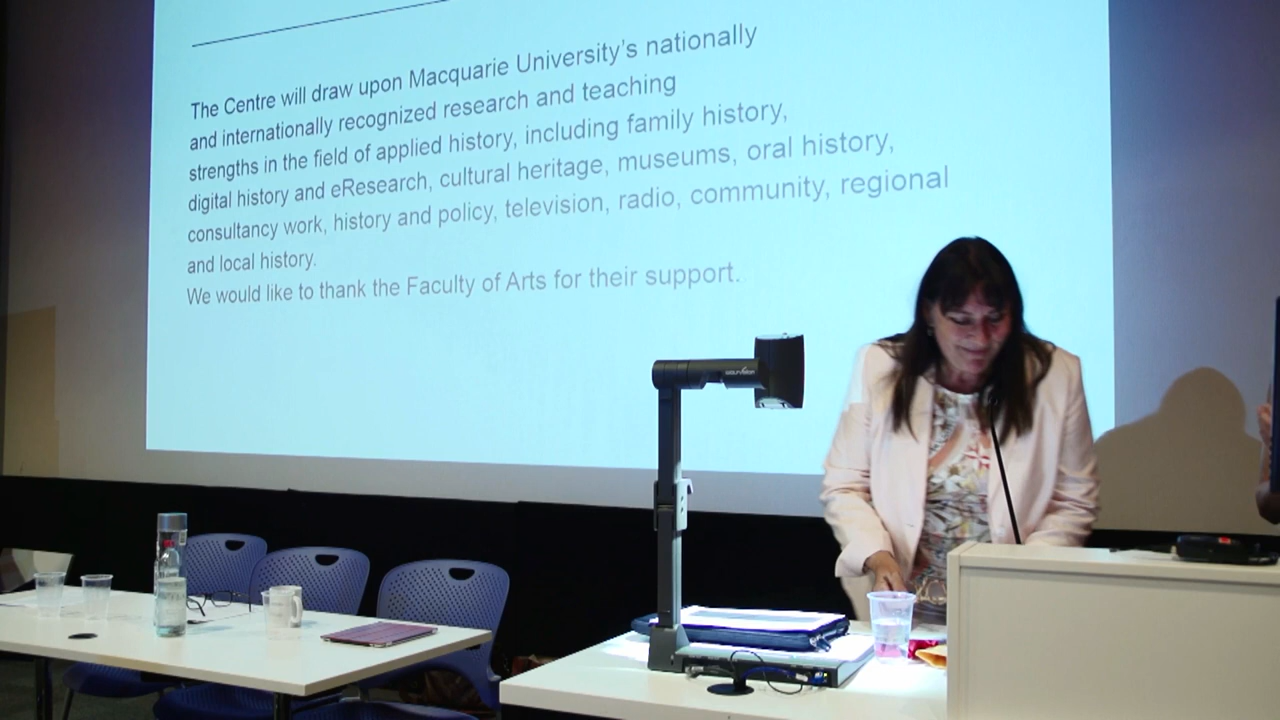 The Centre will draw upon Macquarie University's nationally
and internationally recognized research and teaching
strengths in the field of applied history, including family history,
digital history and eResearch, cultural heritage, museums, oral history,
consultancy work, history and policy, television, radio, community, regional
and local history.
We would like to thank the Faculty of Arts for their support.
wolfvision